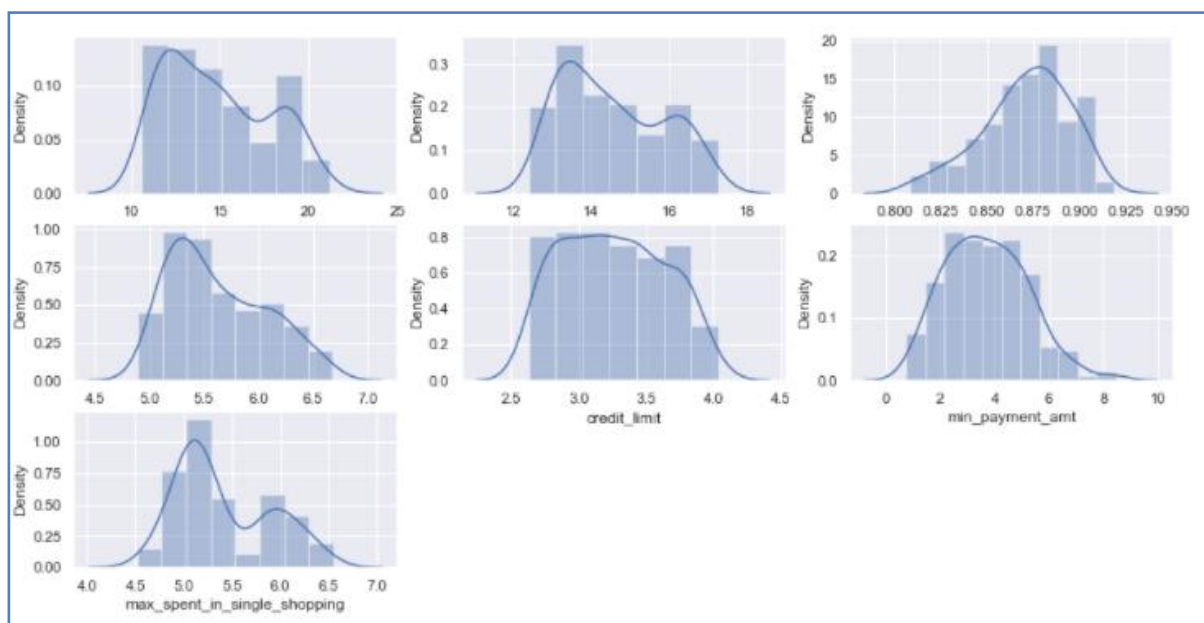 Density
0.10
0.05
0.00
10 15 20 25
Density
0.3
0.2
0.1
0.0
12 14 16 18
Density
20
15
10
5
0
0.800 0.825 0.850 0.875 0.900 0.925 0.950
Density
1.00
0.75
0.50
0.25
0.00
4.5 5.0 5.5 6.0 6.5 7.0
Density
0.8
0.6
0.4
0.2
0.0
2.5 3.0 3.5 4.0 4.5
credit_limit
Density
0.2
0.1
0.0
0 2 4 6 8 10
min_payment_amt
Density
1.00
0.75
0.50
0.25
0.00
4.0 4.5 5.0 5.5 6.0 6.5 7.0
max_spent_in_single_shopping